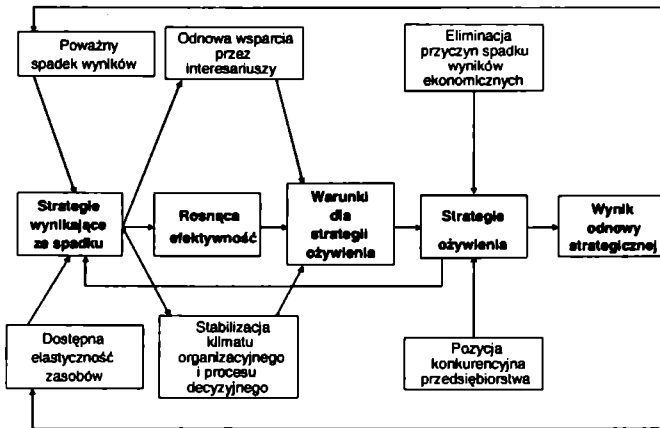 Poważny
spadek wyników
Odnowa wsparcia
przez
interesariuszy
Eliminacja
przyczyn spadku
wyników
ekonomicznych
Strategie
wynikające
ze spadku
Rosnąca
efektywność
Warunki
dla
strategii
ożywienia
Strategie
ożywienia
Wynik
odnowy
strategicznej
Dostępna
elastyczność
zasobów
Stabilizacja
klimatu
organizacyjnego
i procesu
decyzyjnego
Pozycja
konkurencyjna
przedsiębiorstwa